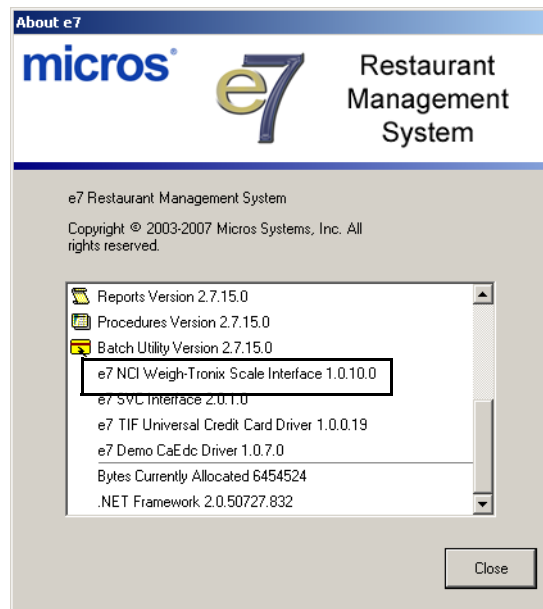 About e7
micros®
e7
Restaurant
Management
System
e7 Restaurant Management System
Copyright © 2003-2007 Micros Systems, Inc. All
rights reserved.
Reports Version 2.7.15.0
Procedures Version 2.7.15.0
Batch Utility Version 2.7.15.0
e7 NCI Weigh-Tronix Scale Interface 1.0.10.0
e7 SVC Interface 2.0.1.0
e7 TIF Universal Credit Card Driver 1.0.0.19
e7 Demo CaEdc Driver 1.0.7.0
Bytes Currently Allocated 6454524
.NET Framework 2.0.50727.832
Close